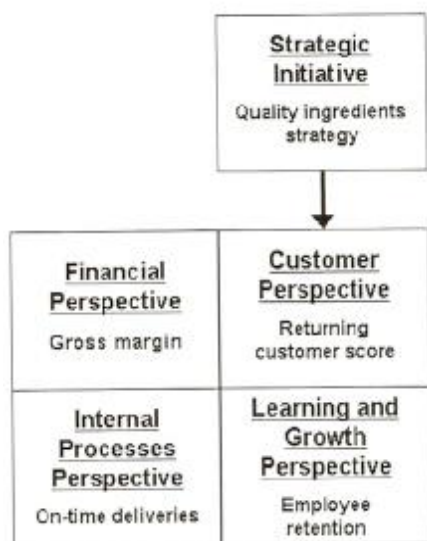 Strategic
Initiative
Quality ingredients
strategy
Financial
Perspective
Gross margin
Customer
Perspective
Returning
customer score
Internal
Processes
Perspective
On-time deliveries
Learning and
Growth
Perspective
Employee
retention